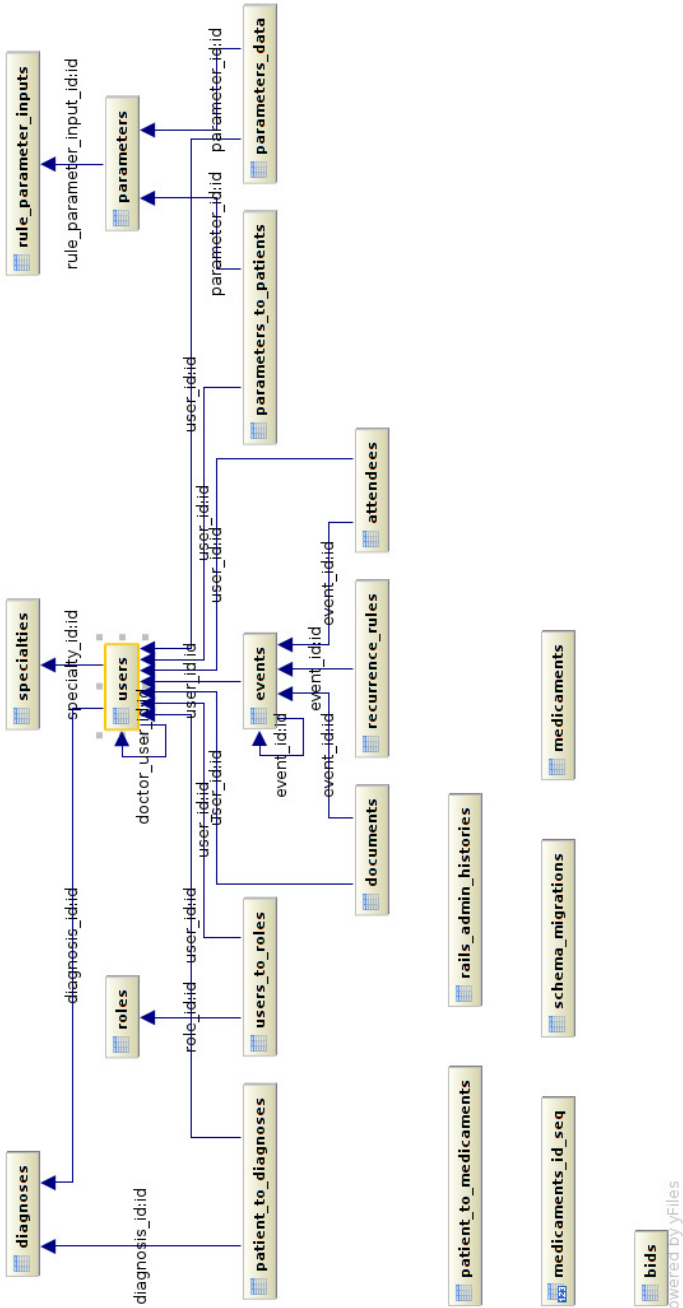 diagnoses
specialties
rule_parameter_inputs
diagnosis_id:id
specialty_id:id
rule_parameter_input_id:id
roles
users
parameters
diagnosis_id:id
doctor_user_id:id
role_id:id
user_id:id
user_id:id
user_id:id
parameter_id:id
parameter_id:id
user_id:id
user_id:id
user_id:id
user_id:id
patient_to_diagnoses
users_to_roles
events
parameters_to_patients
parameters_data
event_id:id
event_id:id
event_id:id
event_id:id
documents
recurrence_rules
attendees
patient_to_medicaments
rails_admin_histories
123
medicaments_id_seq
schema_migrations
medicaments
bids
owered by yFiles